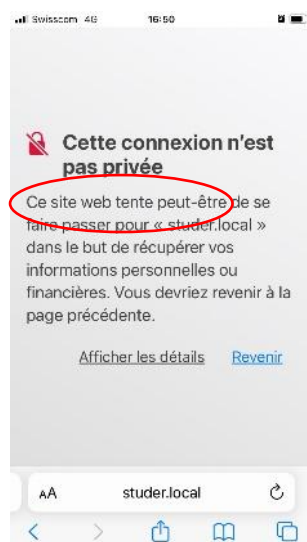 Swisscom 4G 16:50
Cette connexion n'est
pas privée
Ce site web tente peut-être de se
faire passer pour « studer.local »
dans le but de récupérer vos
informations personnelles ou
financières. Vous devriez revenir à la
page précédente.
Afficher les détails Revenir
AA studer.local